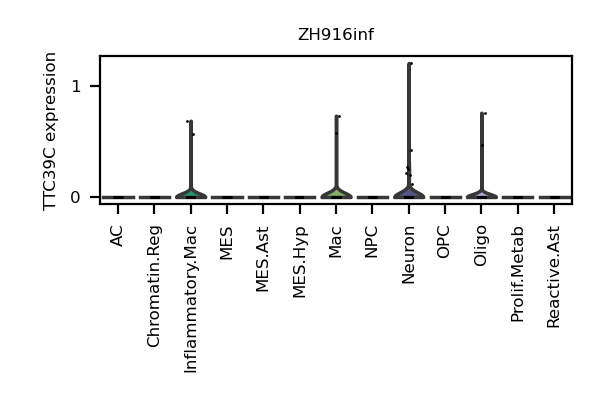 ZH916inf
TTC39C expression
1
0
AC
Chromatin.Reg
Inflammatory.Mac
MES
MES.Ast
MES.Hyp
Mac
NPC
Neuron
OPC
Oligo
Prolif.Metab
Reactive.Ast